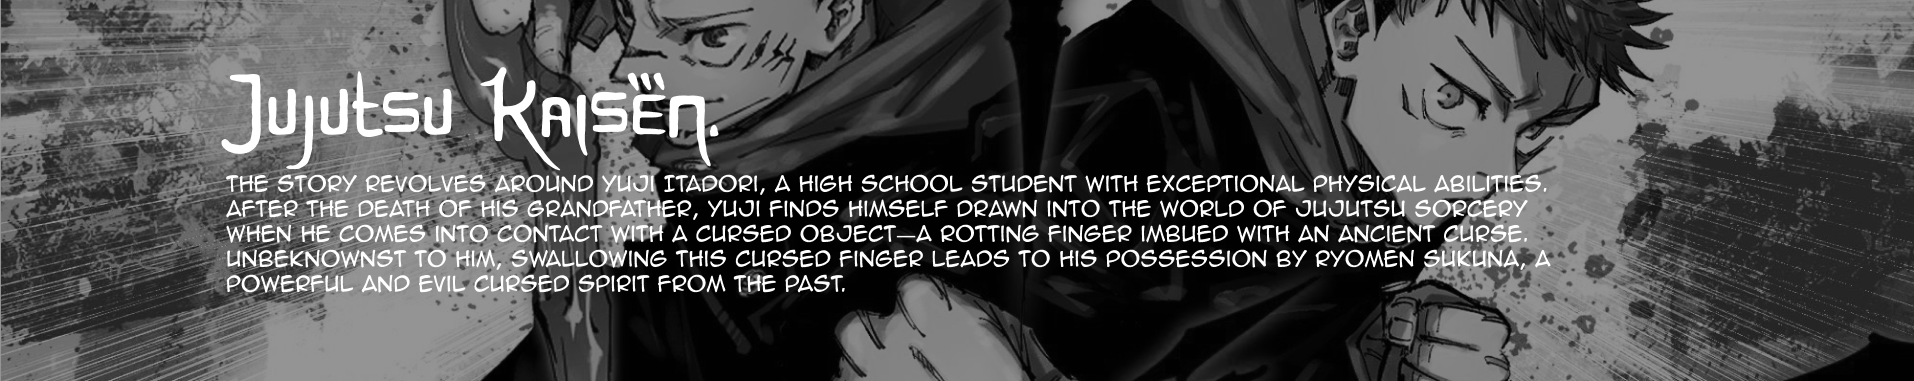 Jujutsu Kaisen.
THE STORY REVOLVES AROUND YUJI ITADORI, A HIGH SCHOOL STUDENT WITH EXCEPTIONAL PHYSICAL ABILITIES.
AFTER THE DEATH OF HIS GRANDFATHER, YUJI FINDS HIMSELF DRAWN INTO THE WORLD OF JUJUTSU SORCERY
WHEN HE COMES INTO CONTACT WITH A CURSED OBJECT—A ROTTING FINGER IMBUED WITH AN ANCIENT CURSE.
UNBEKNOWNST TO HIM, SWALLOWING THIS CURSED FINGER LEADS TO HIS POSSESSION BY RYOMEN SUKUNA, A
POWERFUL AND EVIL CURSED SPIRIT FROM THE PAST.